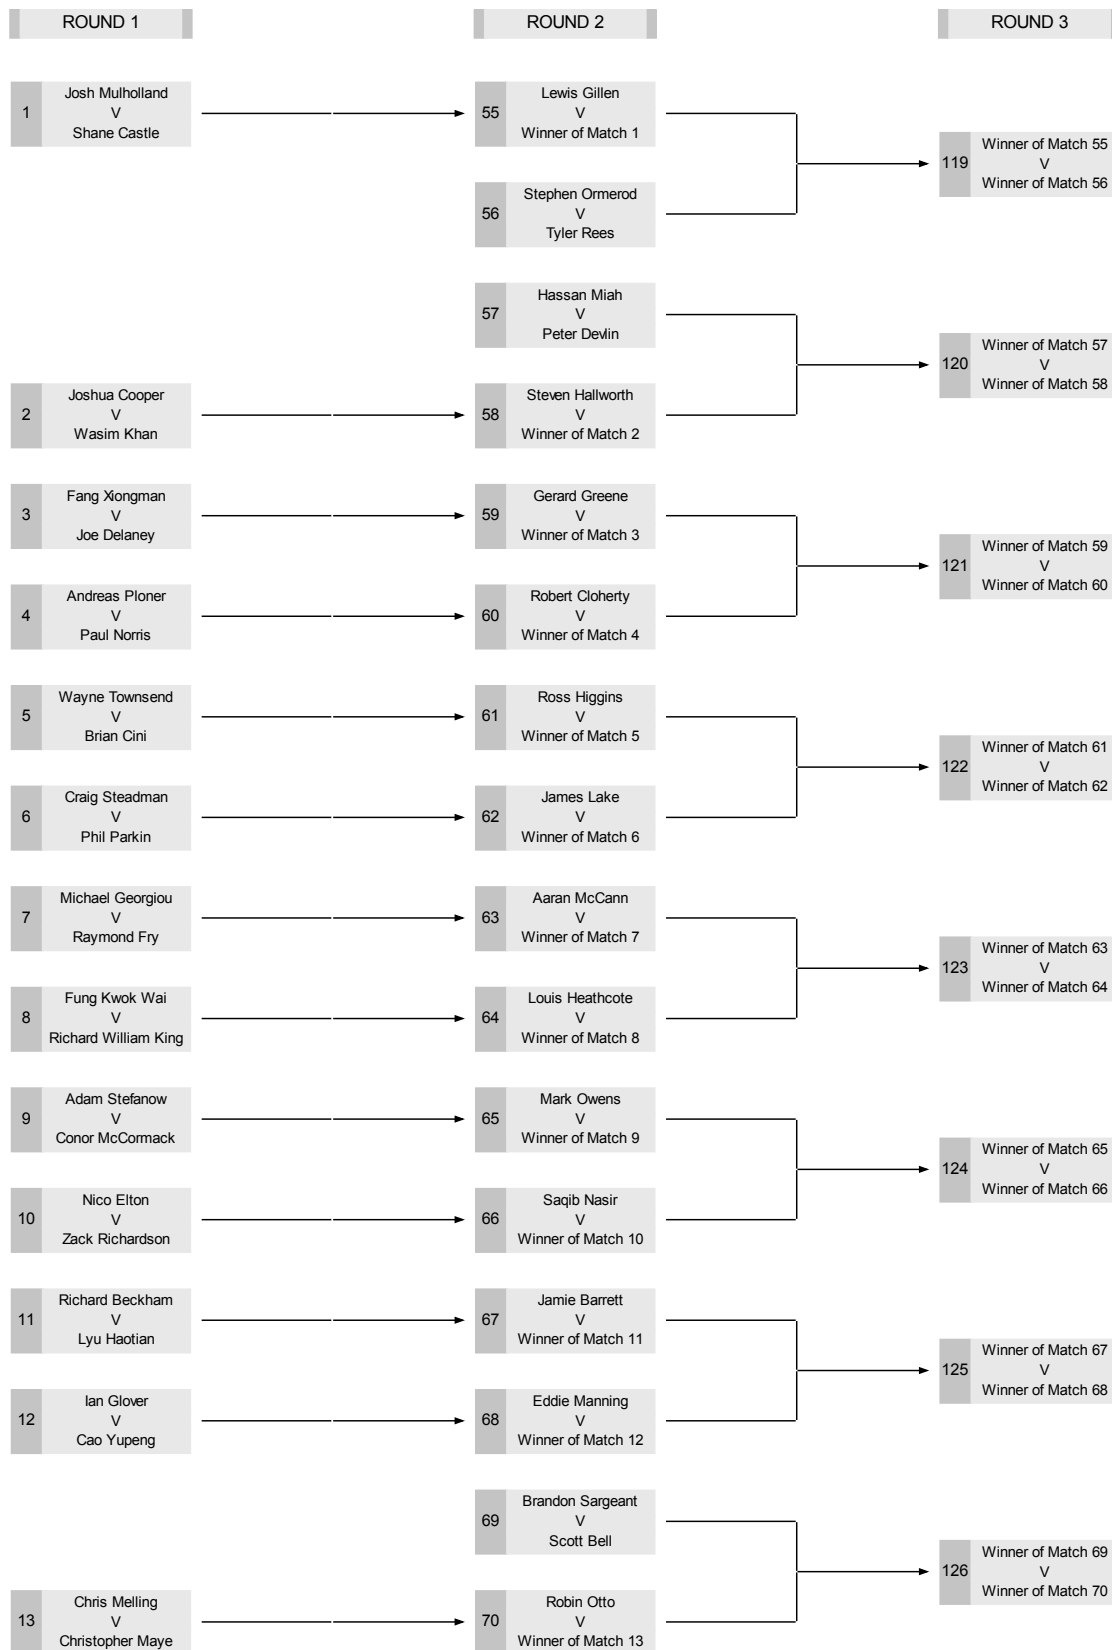 ROUND 1
ROUND 2
ROUND 3
1
Josh Mulholland
V
Shane Castle
55
Lewis Gillen
V
Winner of Match 1
119
Winner of Match 55
V
Winner of Match 56
56
Stephen Ormerod
V
Tyler Rees
57
Hassan Miah
V
Peter Devlin
120
Winner of Match 57
V
Winner of Match 58
2
Joshua Cooper
V
Wasim Khan
58
Steven Hallworth
V
Winner of Match 2
3
Fang Xiongman
V
Joe Delaney
59
Gerard Greene
V
Winner of Match 3
121
Winner of Match 59
V
Winner of Match 60
4
Andreas Ploner
V
Paul Norris
60
Robert Cloherty
V
Winner of Match 4
5
Wayne Townsend
V
Brian Cini
61
Ross Higgins
V
Winner of Match 5
122
Winner of Match 61
V
Winner of Match 62
6
Craig Steadman
V
Phil Parkin
62
James Lake
V
Winner of Match 6
7
Michael Georgiou
V
Raymond Fry
63
Aaran McCann
V
Winner of Match 7
123
Winner of Match 63
V
Winner of Match 64
8
Fung Kwok Wai
V
Richard William King
64
Louis Heathcote
V
Winner of Match 8
9
Adam Stefanow
V
Conor McCormack
65
Mark Owens
V
Winner of Match 9
124
Winner of Match 65
V
Winner of Match 66
10
Nico Elton
V
Zack Richardson
66
Saqib Nasir
V
Winner of Match 10
11
Richard Beckham
V
Lyu Haotian
67
Jamie Barrett
V
Winner of Match 11
125
Winner of Match 67
V
Winner of Match 68
12
Ian Glover
V
Cao Yupeng
68
Eddie Manning
V
Winner of Match 12
69
Brandon Sargeant
V
Scott Bell
126
Winner of Match 69
V
Winner of Match 70
13
Chris Melling
V
Christopher Maye
70
Robin Otto
V
Winner of Match 13